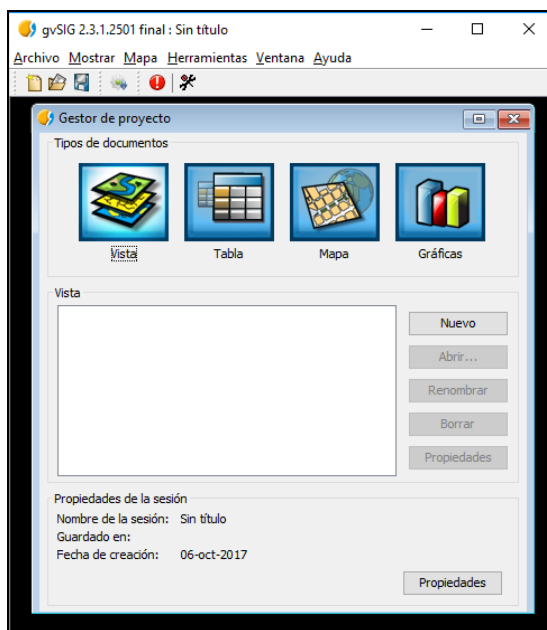 gvSIG 2.3.1.2501 final : Sin título
Archivo Mostrar Mapa Herramientas Ventana Ayuda
Gestor de proyecto
Tipos de documentos
Vista Tabla Mapa Gráficas
Vista
Nuevo
Abrir...
Renombrar
Borrar
Propiedades
Propiedades de la sesión
Nombre de la sesión: Sin título
Guardado en:
Fecha de creación: 06-oct-2017
Propiedades